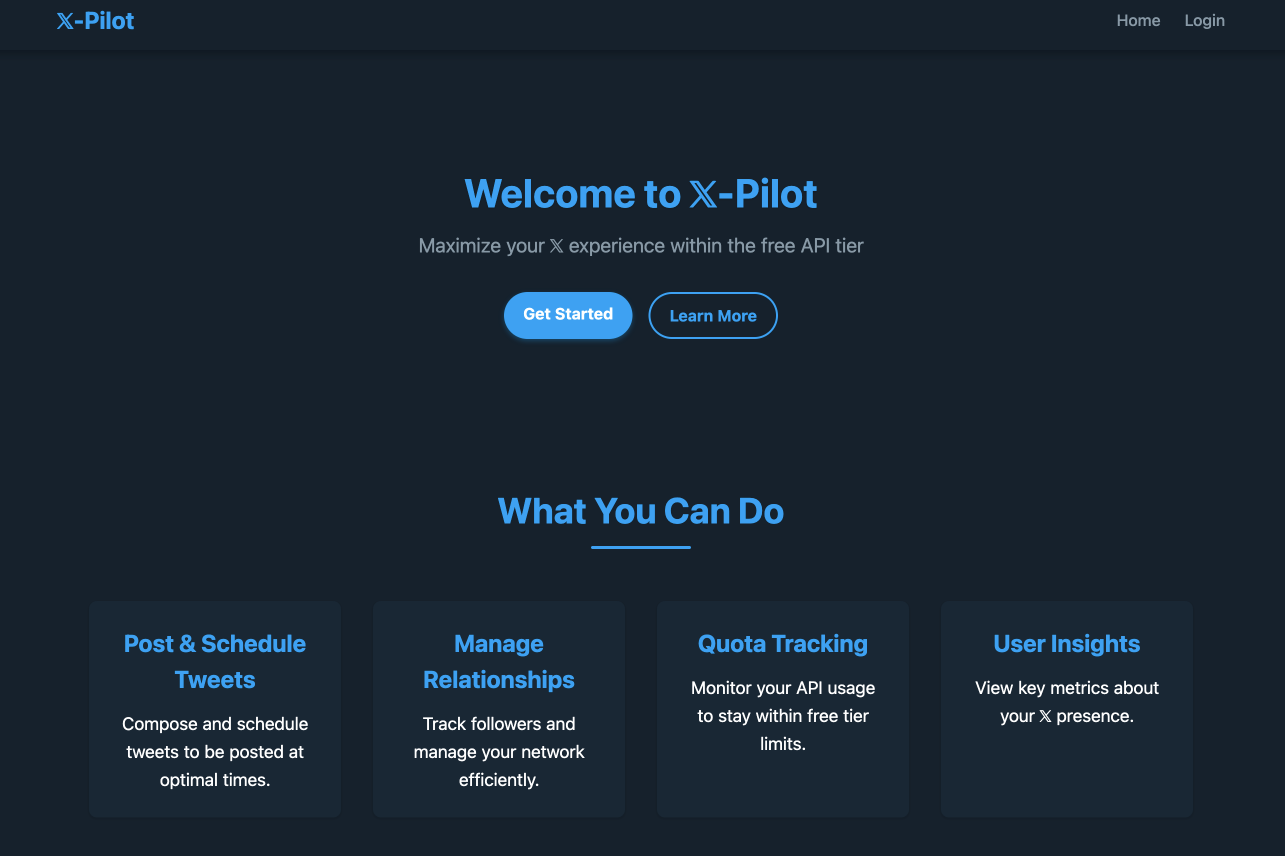 𝕏-Pilot
Home Login
Welcome to 𝕏-Pilot
Maximize your 𝕏 experience within the free API tier
Get Started
Learn More
What You Can Do
Post & Schedule
Tweets
Compose and schedule
tweets to be posted at
optimal times.
Manage
Relationships
Track followers and
manage your network
efficiently.
Quota Tracking
Monitor your API usage
to stay within free tier
limits.
User Insights
View key metrics about
your 𝕏 presence.